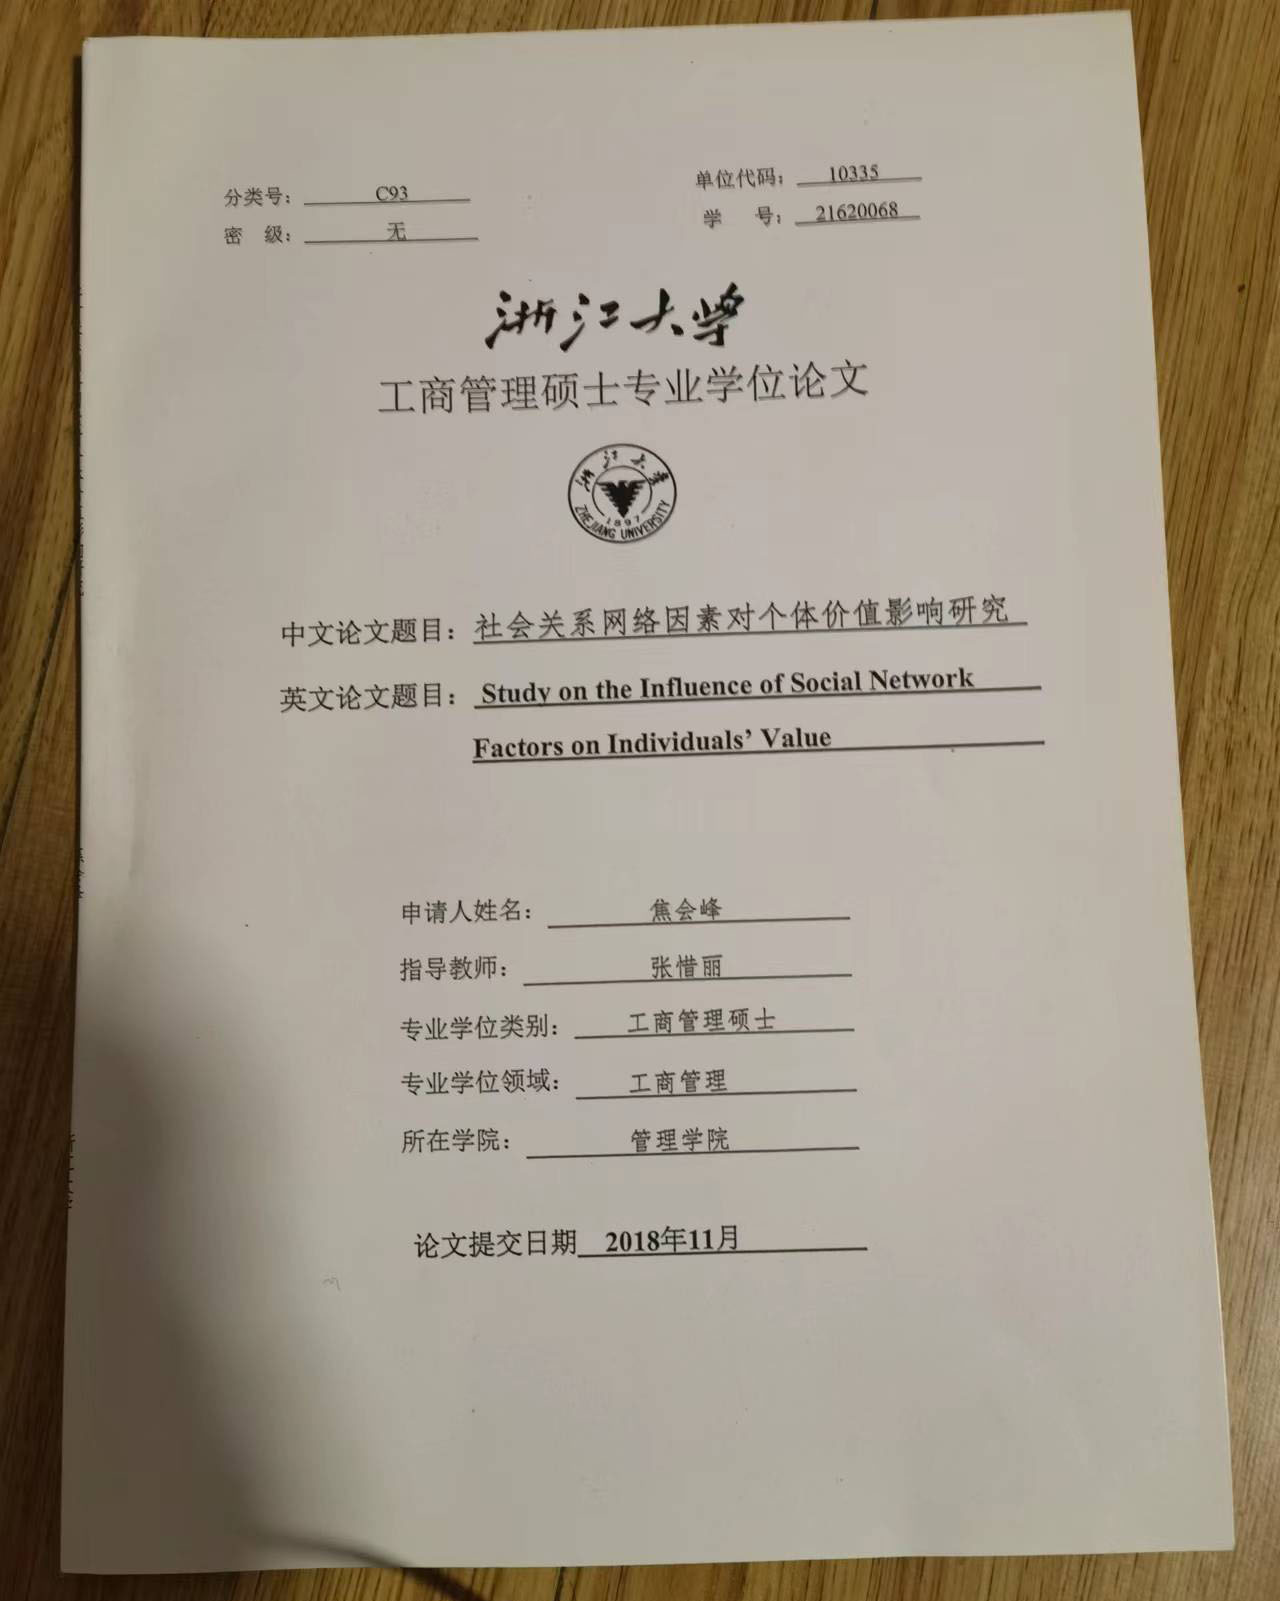 分类号： C93 单位代码： 10335
密 级： 无 学 号： 21620068
浙江大学
工商管理硕士专业学位论文
浙江大学
1897
ZHEJIANG UNIVERSITY
中文论文题目：社会关系网络因素对个体价值影响研究
英文论文题目：Study on the Influence of Social Network
Factors on Individuals’ Value
申请人姓名： 焦会峰
指导教师： 张惜丽
专业学位类别： 工商管理硕士
专业学位领域： 工商管理
所在学院： 管理学院
论文提交日期 2018年11月